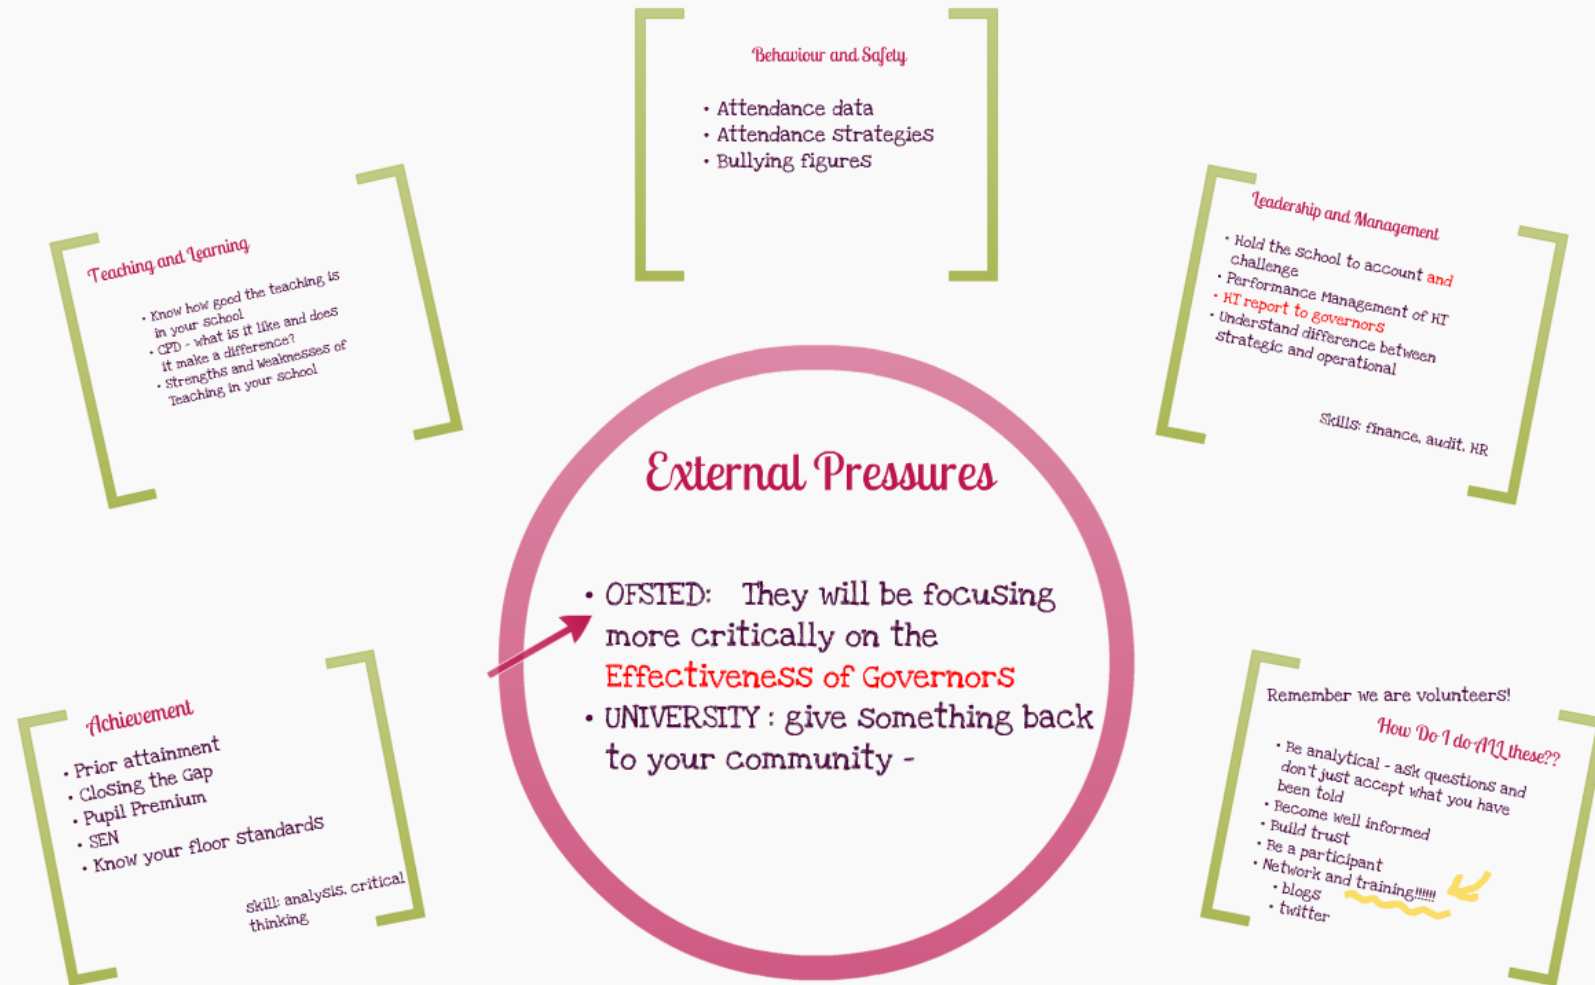 Behaviour and Safety
• Attendance data
• Attendance strategies
• Bullying figures
Teaching and Learning
• Know how good the teaching is
in your school
• CPD - what is it like and does
it make a difference?
• Strengths and Weaknesses of
Teaching in your school
Leadership and Management
• Hold the school to account and
challenge
• Performance Management of HT
• HT report to governors
• Understand difference between
strategic and operational
Skills: finance, audit, HR
External Pressures
• OFSTED: They will be focusing
more critically on the
Effectiveness of Governors
• UNIVERSITY : give something back
to your community -
Achievement
• Prior attainment
• Closing the Gap
• Pupil Premium
• SEN
• Know your floor standards
skill: analysis, critical
thinking
Remember we are volunteers!
How Do I do ALL these??
• Be analytical - ask questions and
don't just accept what you have
been told
• Become well informed
• Build trust
• Be a participant
• Network and training!!!!!!
• blogs
• twitter